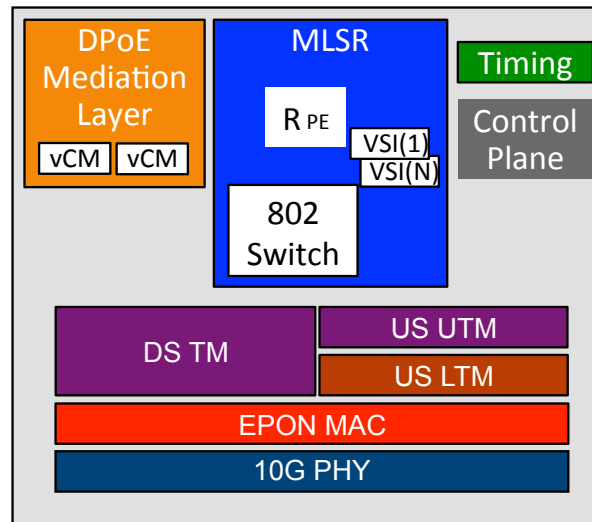 DPoE
Mediation
Layer
vCM vCM
MLSR
R PE
VSI(1)
VSI(N)
802
Switch
Timing
Control
Plane
DS TM
US UTM
US LTM
EPON MAC
10G PHY